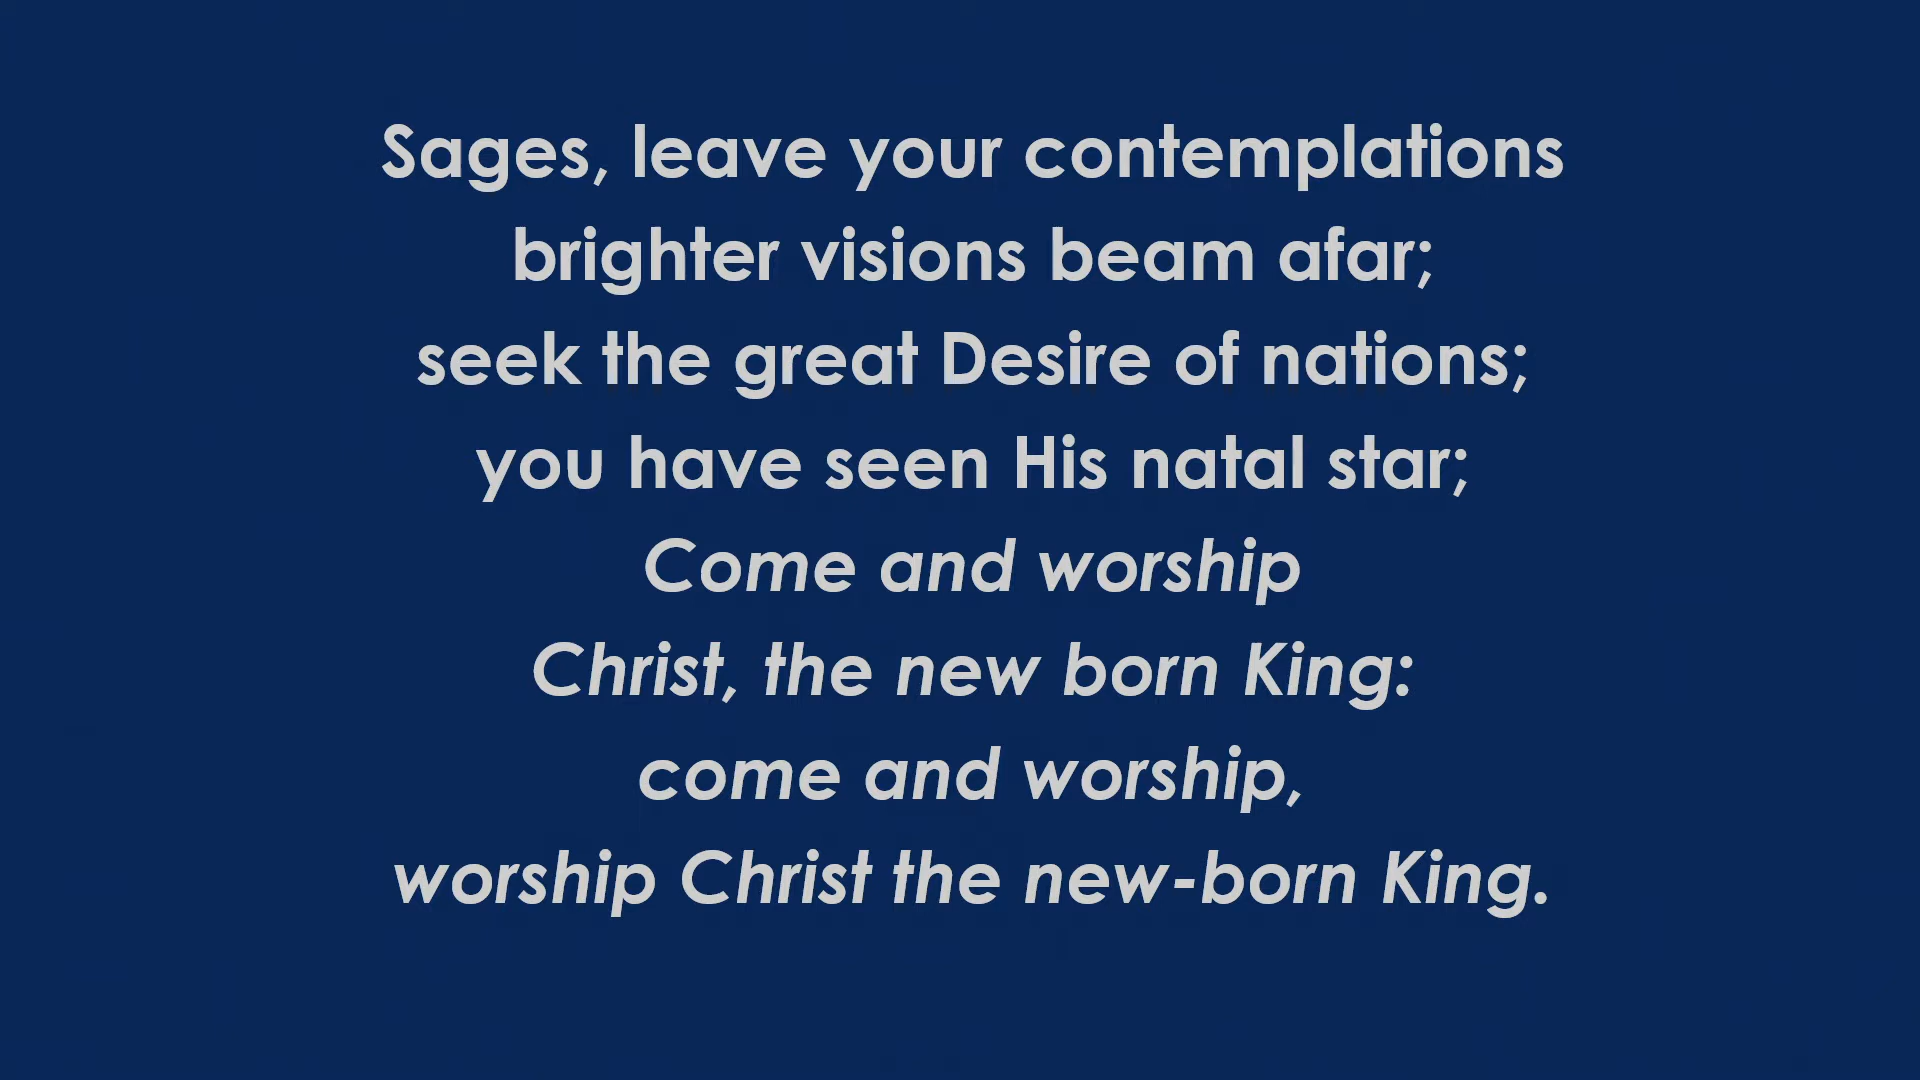 Sages, leave your contemplations
brighter visions beam afar;
seek the great Desire of nations;
you have seen His natal star;
Come and worship
Christ, the new born King:
come and worship,
worship Christ the new-born King.